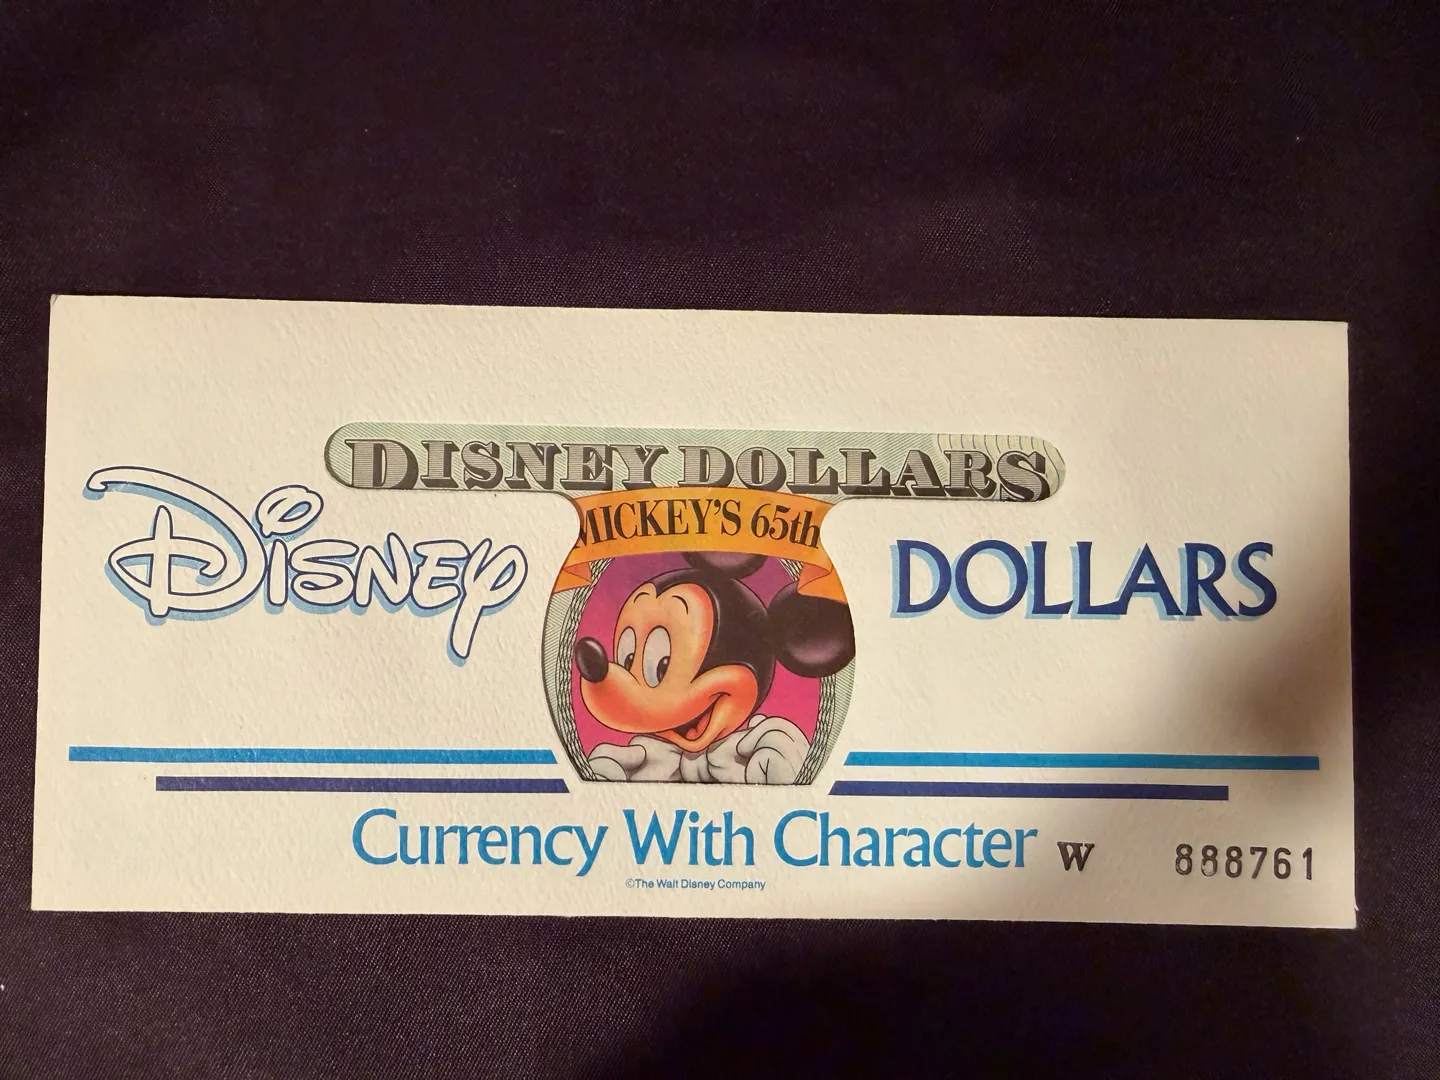 DISNEY DOLLARS
MICKEY'S 65th
Disney DOLLARS
Currency With Character
W 888761
©The Walt Disney Company